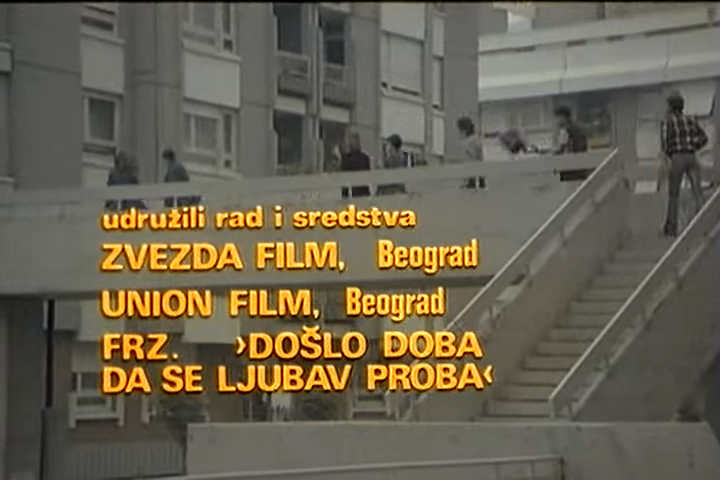 udružili rad i sredstva
ZVEZDA FILM, Beograd
UNION FILM, Beograd
FRZ. ›DOŠLO DOBA
DA SE LJUBAV PROBA‹